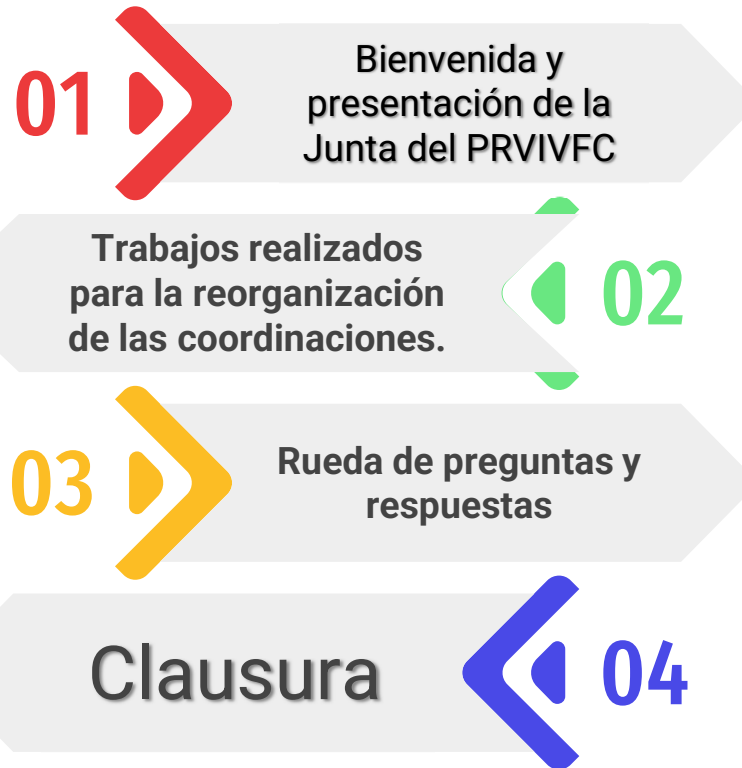 01
Bienvenida y
presentación de la
Junta del PRVIVFC
Trabajos realizados
para la reorganización
de las coordinaciones.
02
03
Rueda de preguntas y
respuestas
Clausura
04